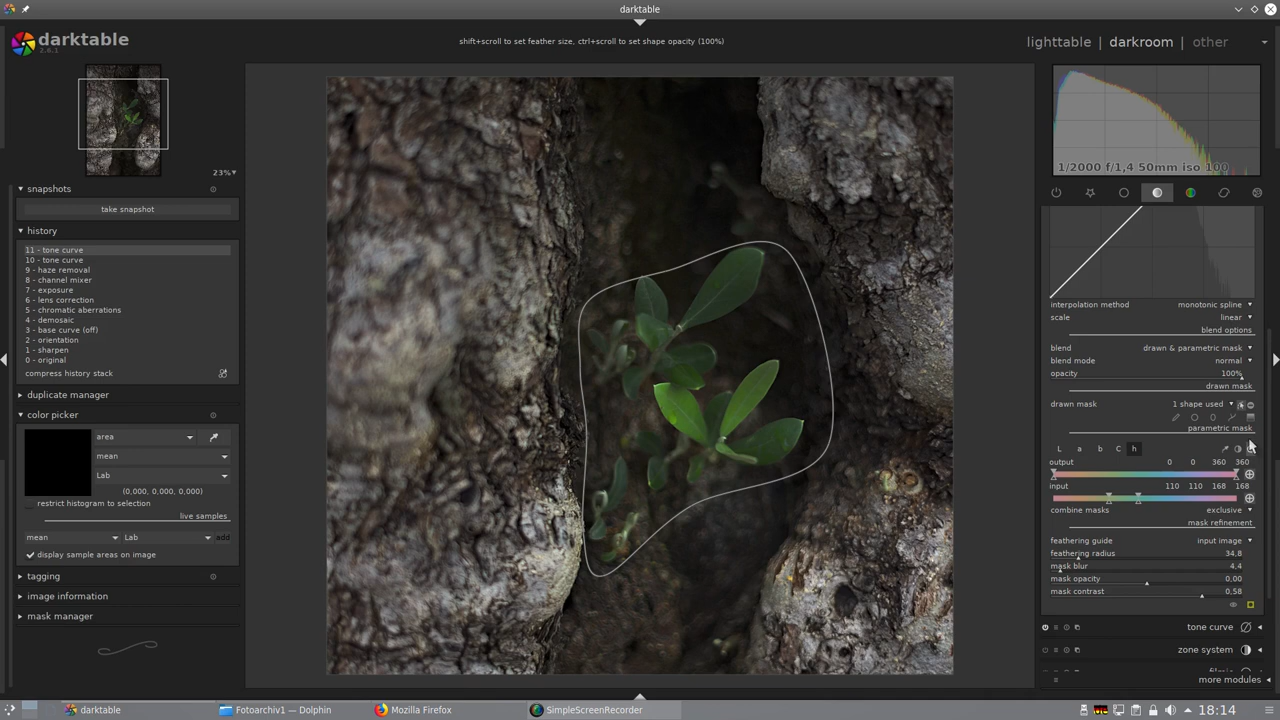 darktable
darktable
2.6.1
shift+scroll to set feather size, ctrl+scroll to set shape opacity (100%)
lighttable | darkroom | other
23%
1/2000 f/1,4 50mm iso 100
snapshots
take snapshot
history
11 - tone curve
10 - tone curve
9 - haze removal
8 - channel mixer
7 - exposure
6 - lens correction
5 - chromatic aberrations
4 - demosaic
3 - base curve (off)
2 - orientation
1 - sharpen
0 - original
compress history stack
duplicate manager
color picker
area
mean
Lab
(0,000, 0,000, 0,000)
restrict histogram to selection
live samples
mean Lab add
display sample areas on image
tagging
image information
mask manager
interpolation method monotonic spline
scale linear
blend options
blend drawn & parametric mask
blend mode normal
opacity 100%
drawn mask
drawn mask 1 shape used
parametric mask
L a b C h
output 0 0 360 360
input 110 110 168 168
combine masks exclusive
mask refinement
feathering guide input image
feathering radius 34,8
mask blur 4,4
mask opacity 0,00
mask contrast 0,58
tone curve
zone system
more modules
darktable Fotoarchiv1 — Dolphin Mozilla Firefox SimpleScreenRecorder 18:14